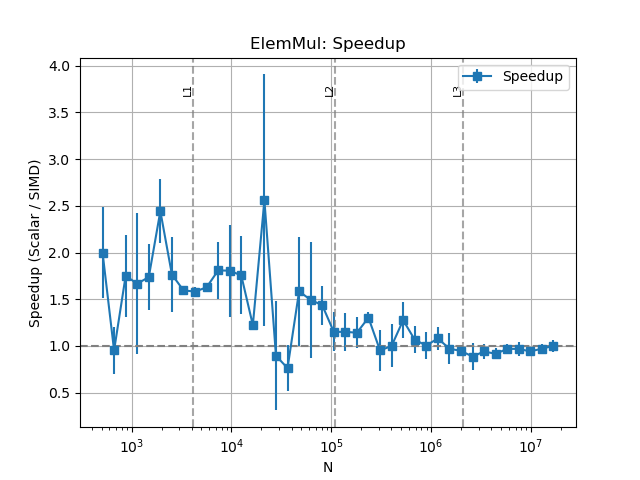 ElemMul: Speedup
Speedup (Scalar / SIMD)
4.0
3.5
3.0
2.5
2.0
1.5
1.0
0.5
L1
L2
L3
Speedup
10³
10⁴
10⁵
10⁶
10⁷
N